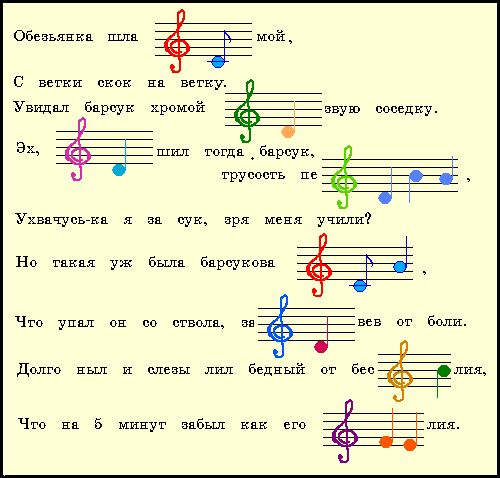 Обезьянка шла мой,
С ветки скок на ветку.
Увидал барсук хромой звую соседку.
Эх, шил тогда барсук,
трусость пе ,
Ухвачусь-ка я за сук, зря меня учили?
Но такая уж была барсукова ,
Что упал он со ствола, за вев от боли.
Долго ныл и слезы лил бедный от бес лия,
Что на 5 минут забыл как его лия.